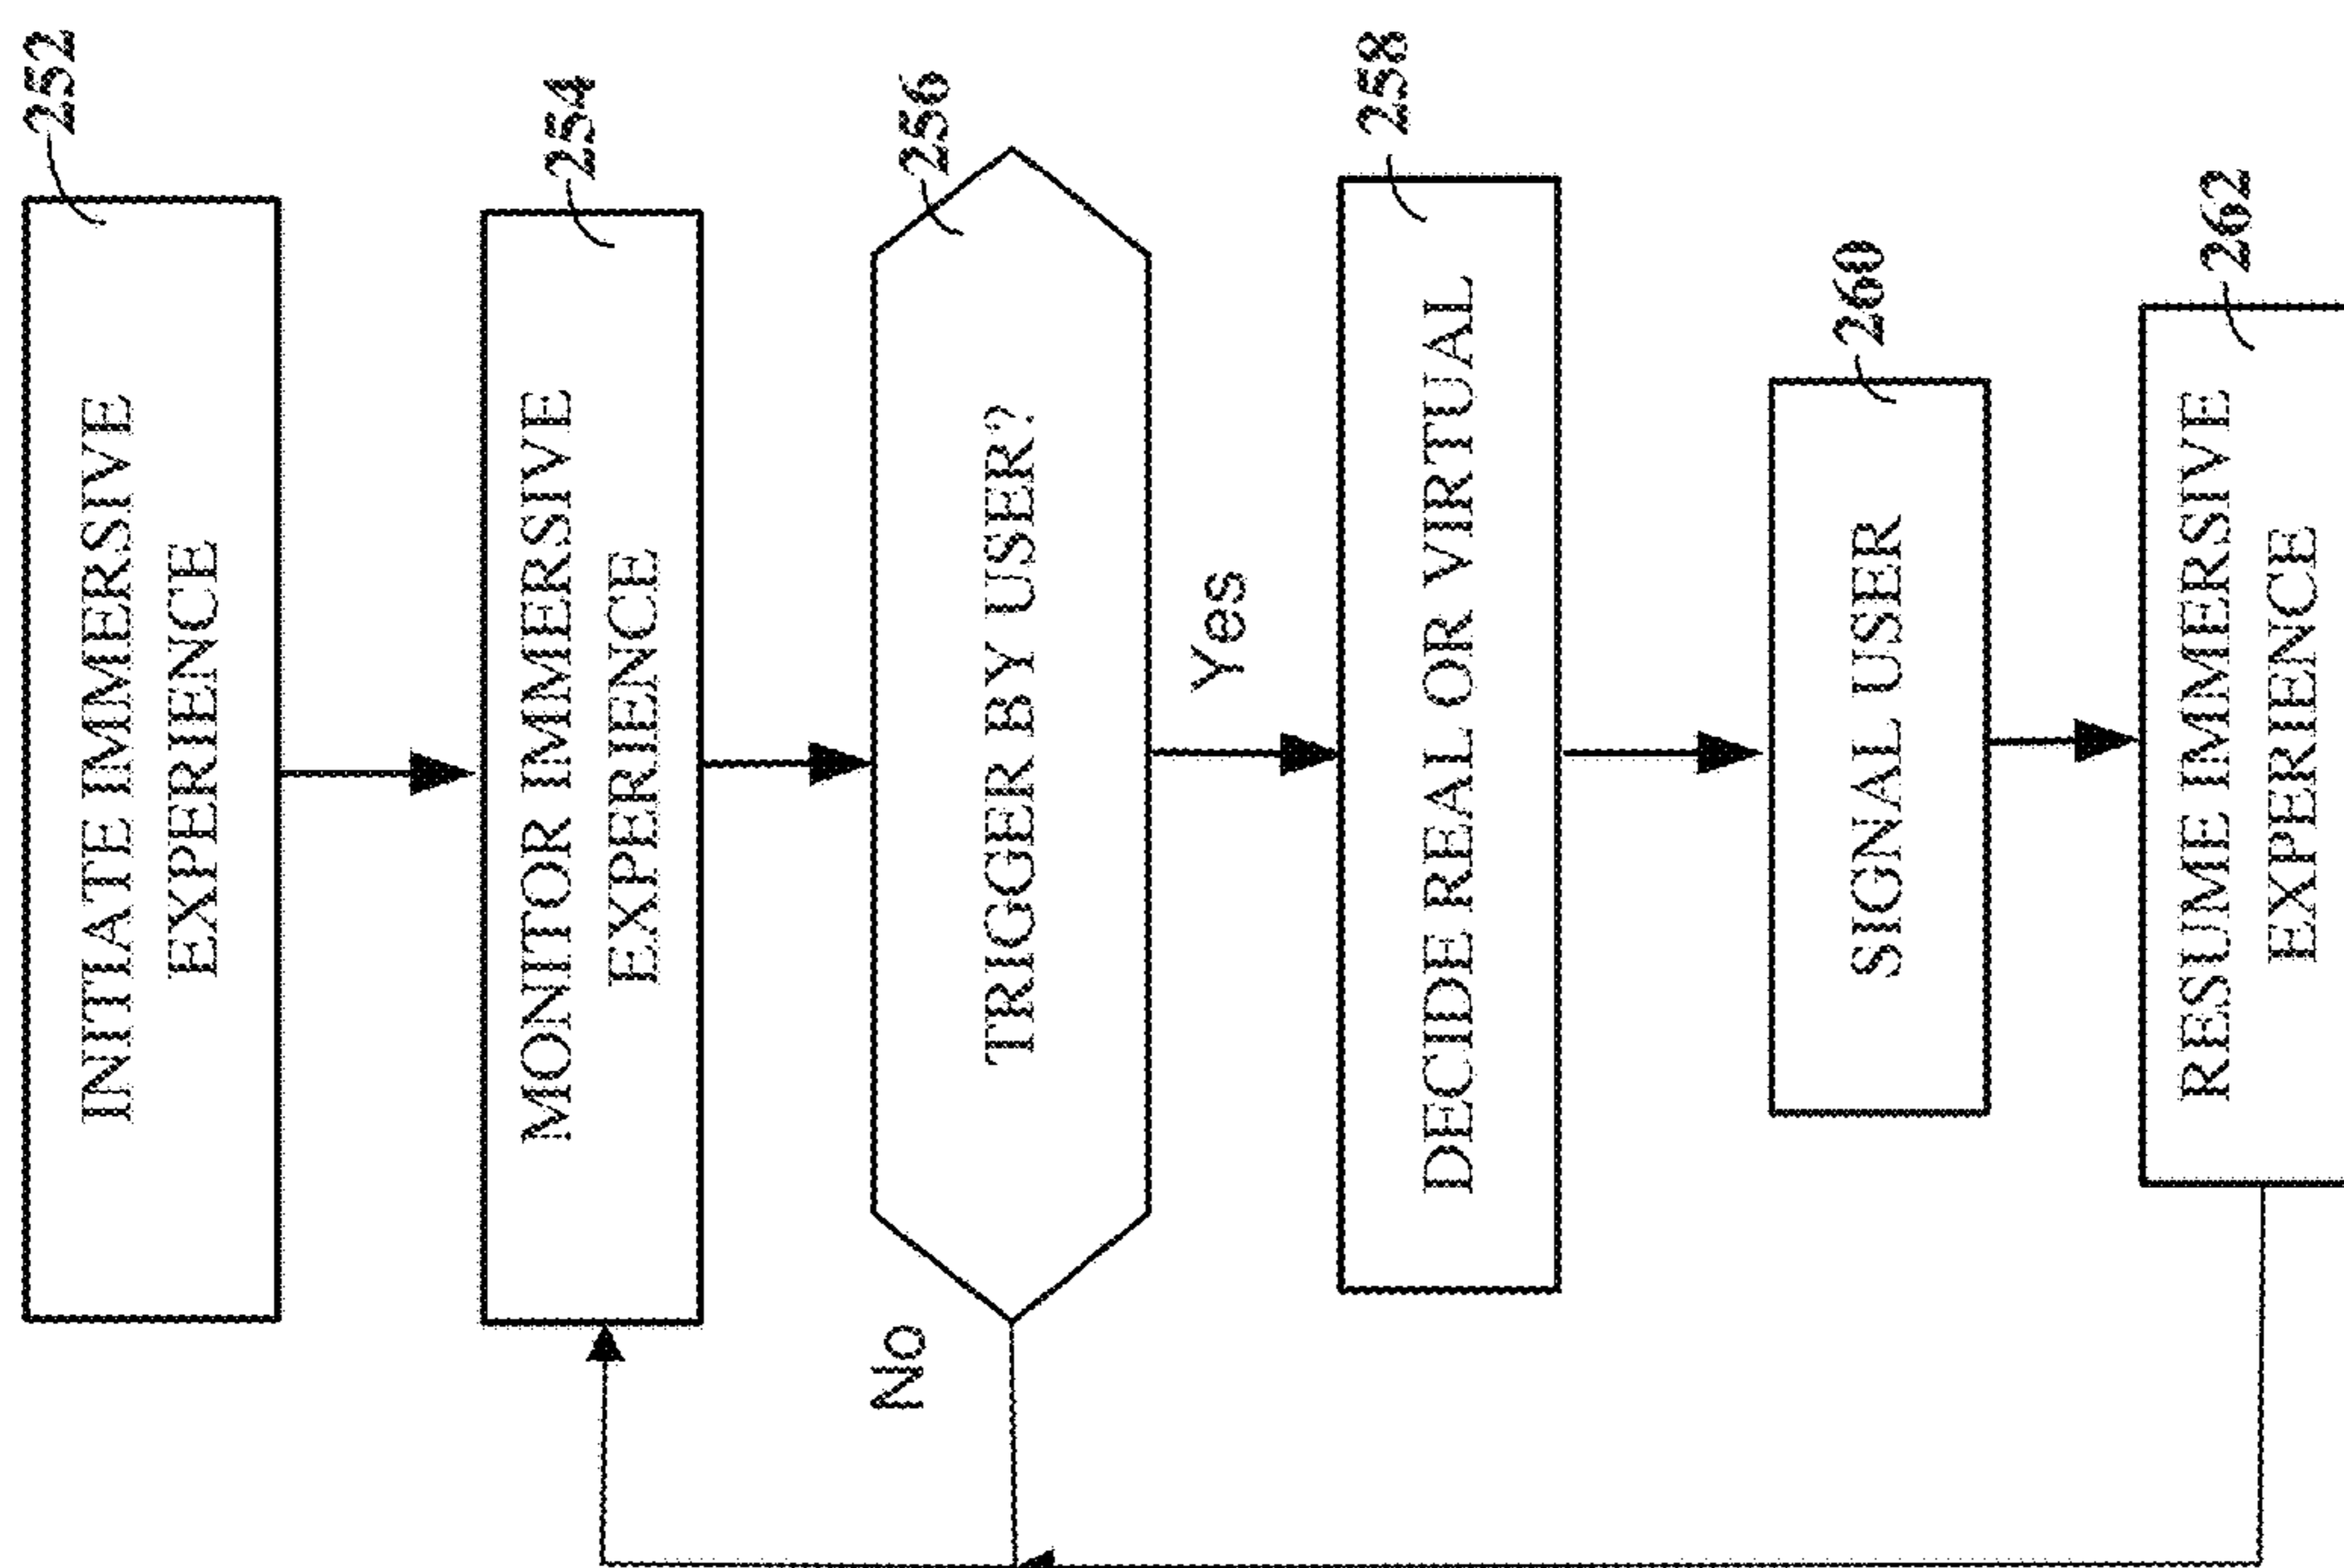 252
INITIATE IMMERSIVE
EXPERIENCE
254
MONITOR IMMERSIVE
EXPERIENCE
256
TRIGGER BY USER?
No
Yes
258
DECIDE REAL OR VIRTUAL
260
SIGNAL USER
262
RESUME IMMERSIVE
EXPERIENCE